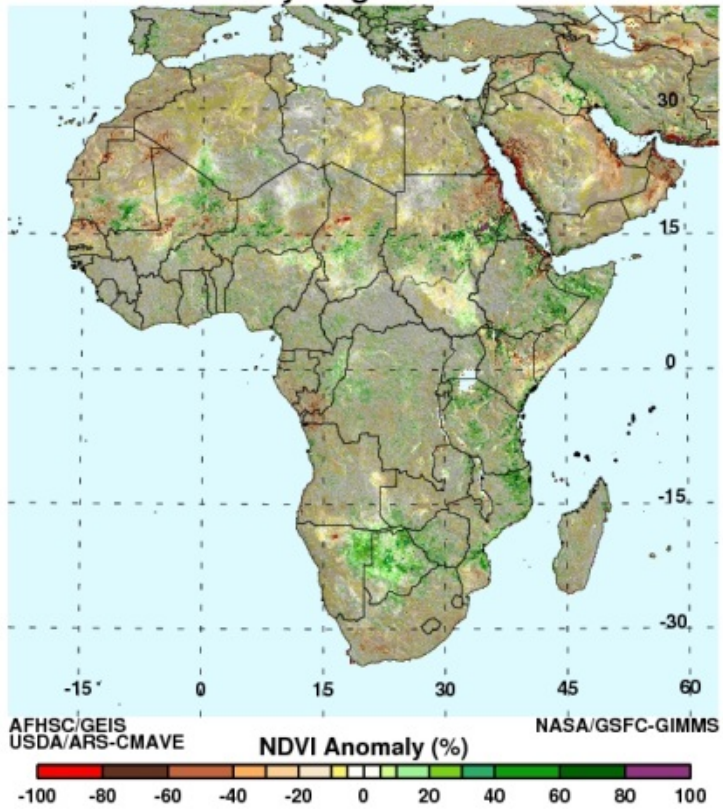 30
15
0
-15
-30
-15 0 15 30 45 60
AFHSC/GEIS
USDA/ARS-CMAVE
NASA/GSFC-GIMMS
NDVI Anomaly (%)
-100 -80 -60 -40 -20 0 20 40 60 80 100